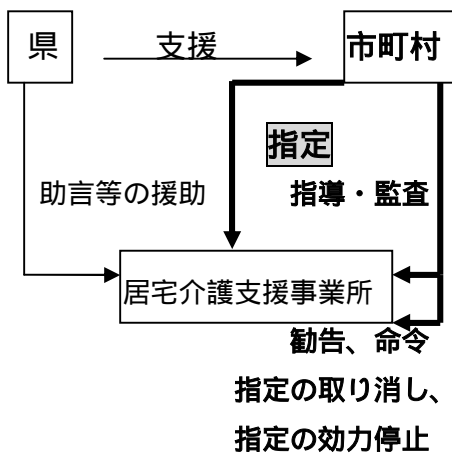 県
支援
市町村
指定
助言等の援助
指導・監査
居宅介護支援事業所
勧告、命令
指定の取り消し、
指定の効力停止